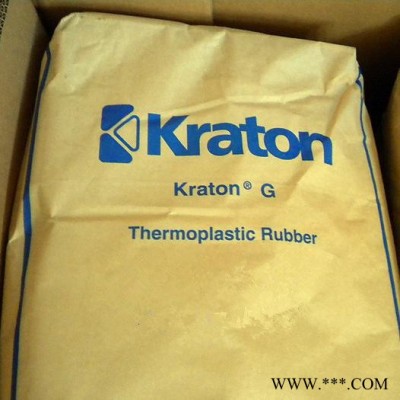 Kraton
Kraton® G
Thermoplastic Rubber
WWW.***.COM